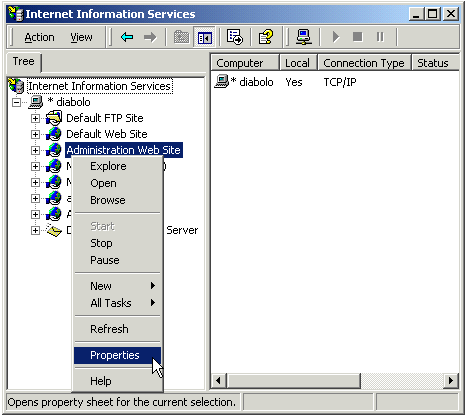 Internet Information Services
Action View
Tree
Computer Local Connection Type Status
Internet Information Services
* diabolo
* diabolo Yes TCP/IP
Default FTP Site
Default Web Site
Administration Web Site
Explore
Open
Browse
Start
Stop
Pause
Server
New
All Tasks
Refresh
Properties
Help
Opens property sheet for the current selection.